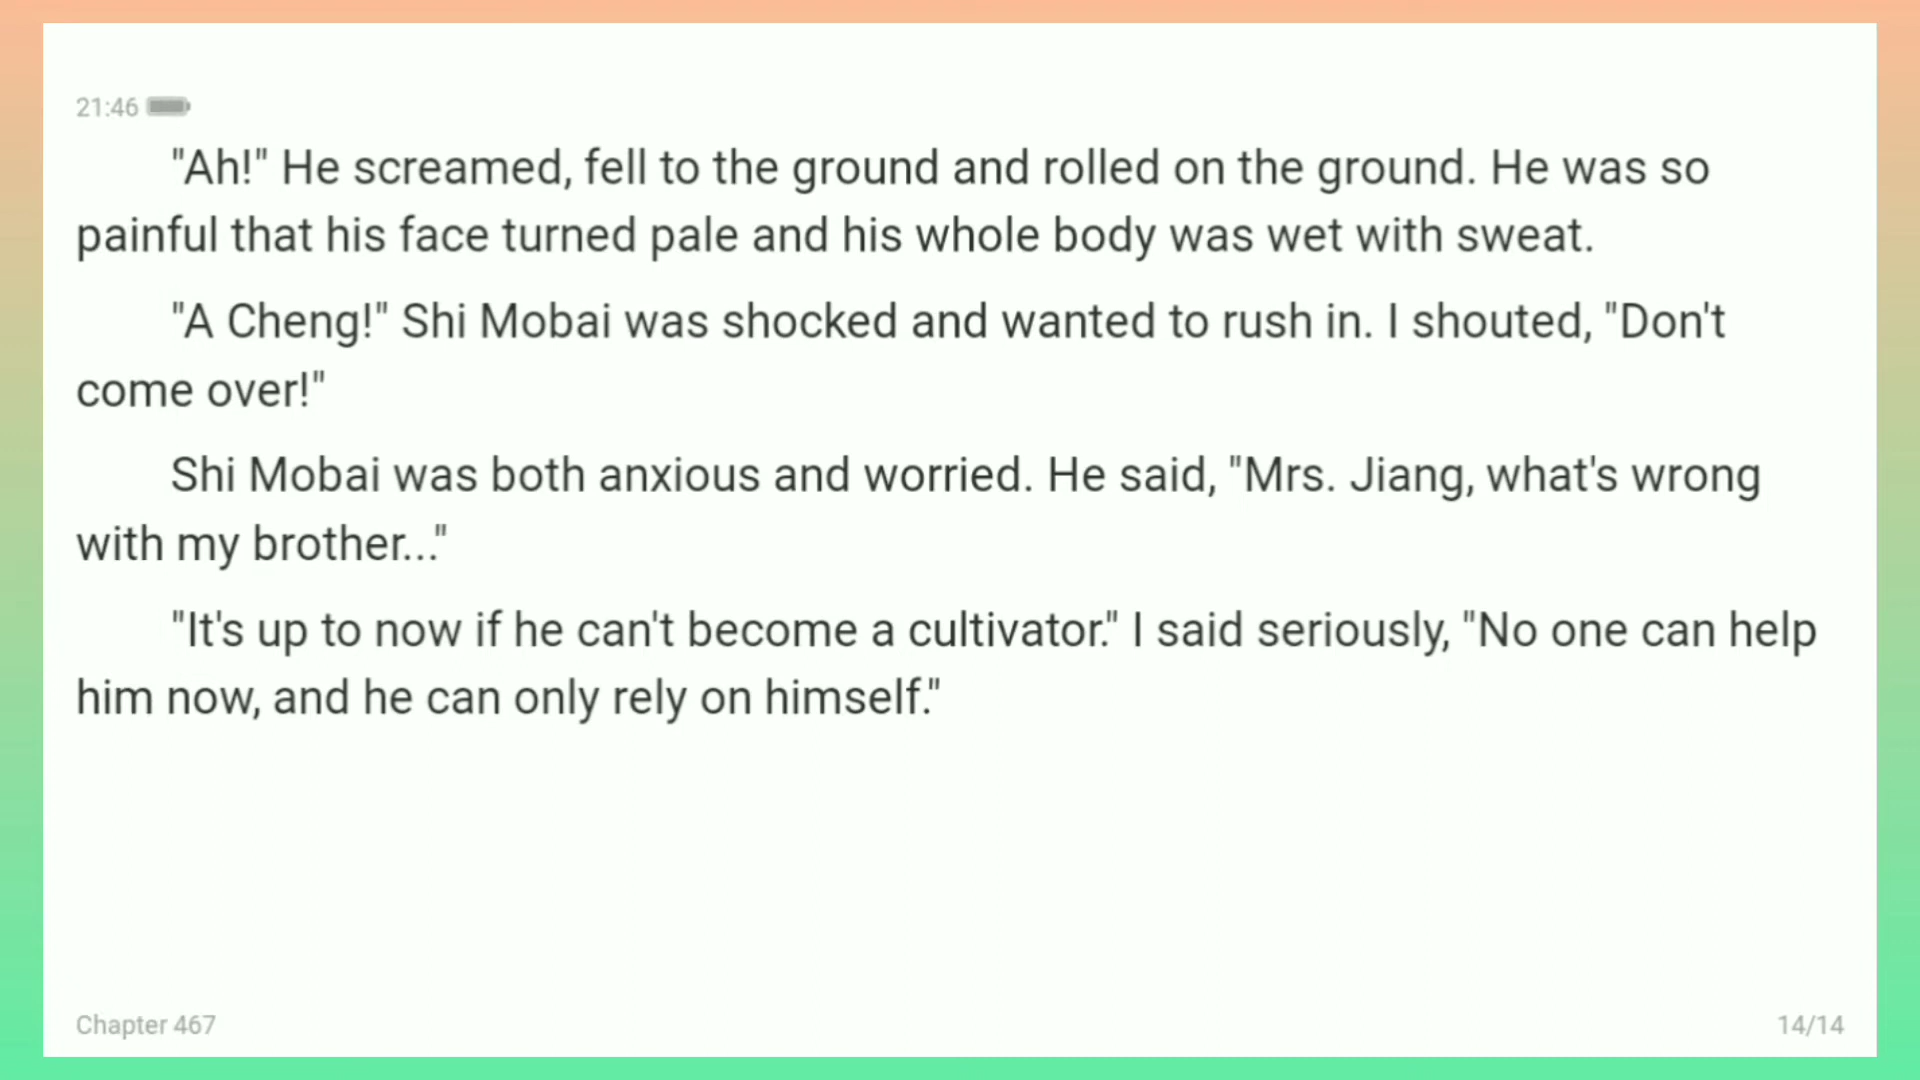 21:46
"Ah!" He screamed, fell to the ground and rolled on the ground. He was so
painful that his face turned pale and his whole body was wet with sweat.
"A Cheng!" Shi Mobai was shocked and wanted to rush in. I shouted, "Don't
come over!"
Shi Mobai was both anxious and worried. He said, "Mrs. Jiang, what's wrong
with my brother..."
"It's up to now if he can't become a cultivator." I said seriously, "No one can help
him now, and he can only rely on himself."
Chapter 467
14/14